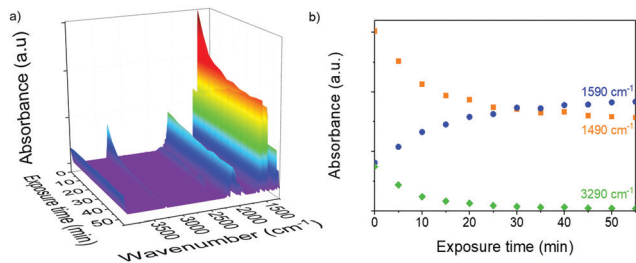 a)
Absorbance (a.u)
0
10
20
30
40
50
Exposure time (min)
3500
3000
2500
2000
1500
Wavenumber (cm⁻¹)
b)
Absorbance (a.u.)
1590 cm⁻¹
1490 cm⁻¹
3290 cm⁻¹
0 10 20 30 40 50
Exposure time (min)